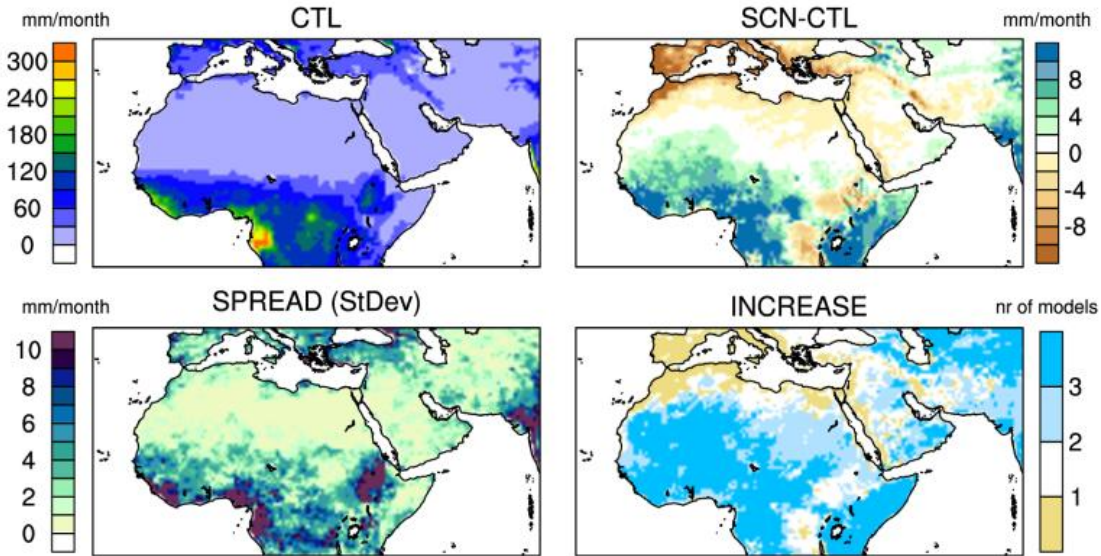 mm/month
CTL
SCN-CTL
mm/month
300
240
180
120
60
0
8
4
0
-4
-8
mm/month
SPREAD (StDev)
INCREASE
nr of models
10
8
6
4
2
0
3
2
1